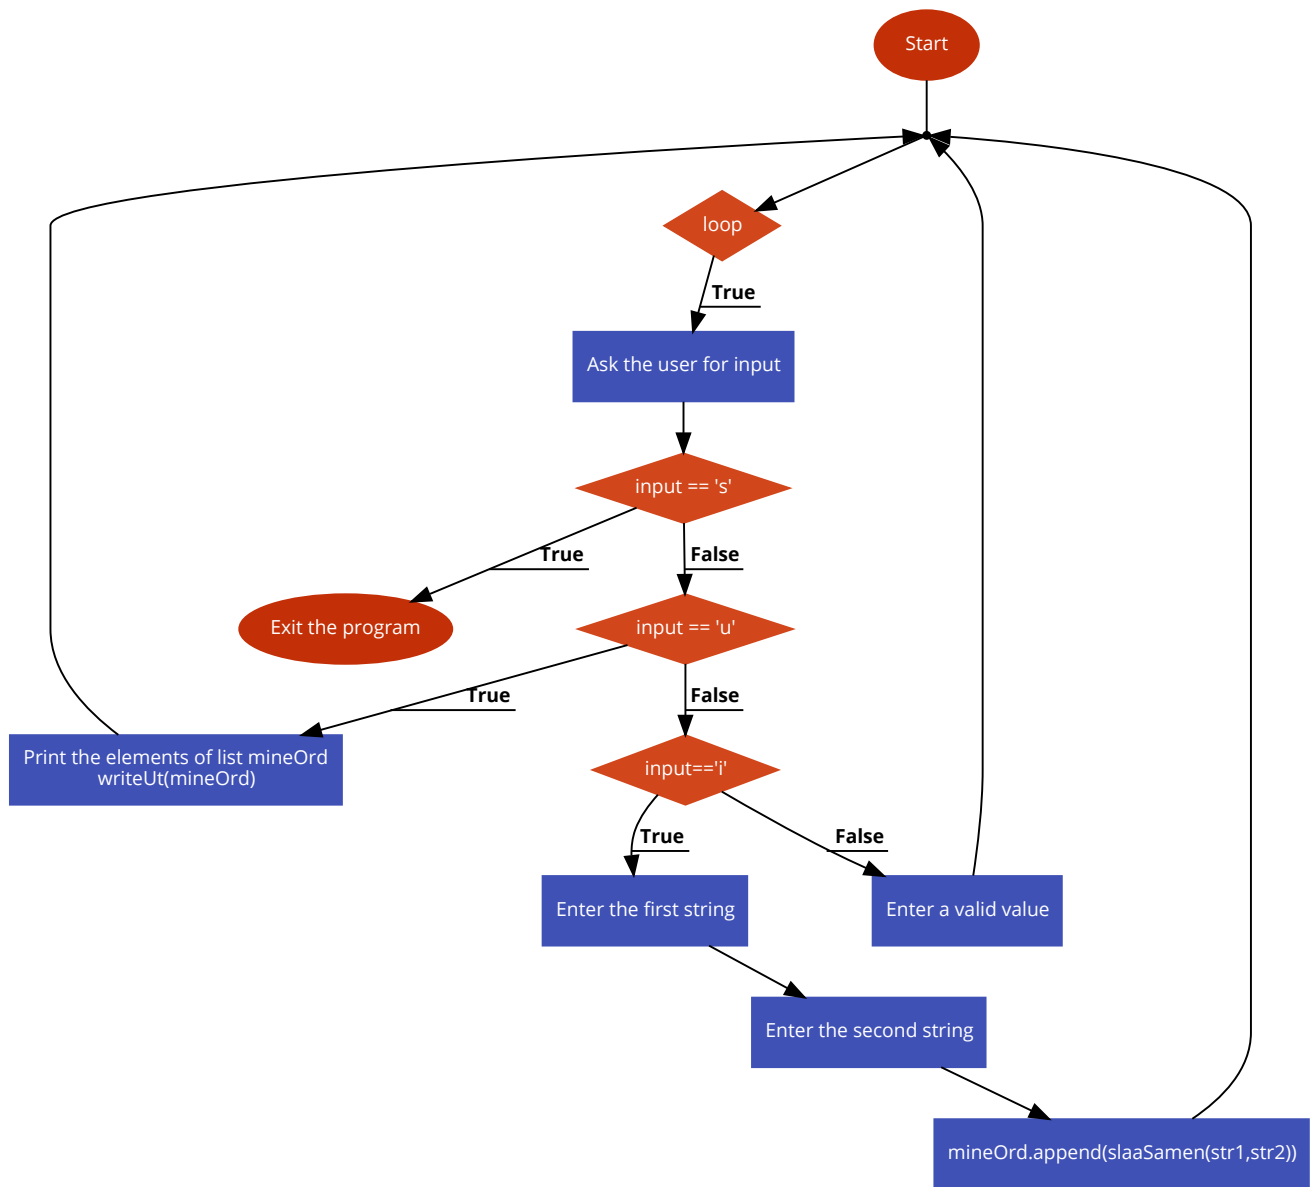 Start
loop
True
Ask the user for input
input == 's'
True
False
Exit the program
input == 'u'
True
False
Print the elements of list mineOrd
writeUt(mineOrd)
input=='i'
True
False
Enter the first string
Enter a valid value
Enter the second string
mineOrd.append(slaaSamen(str1,str2))